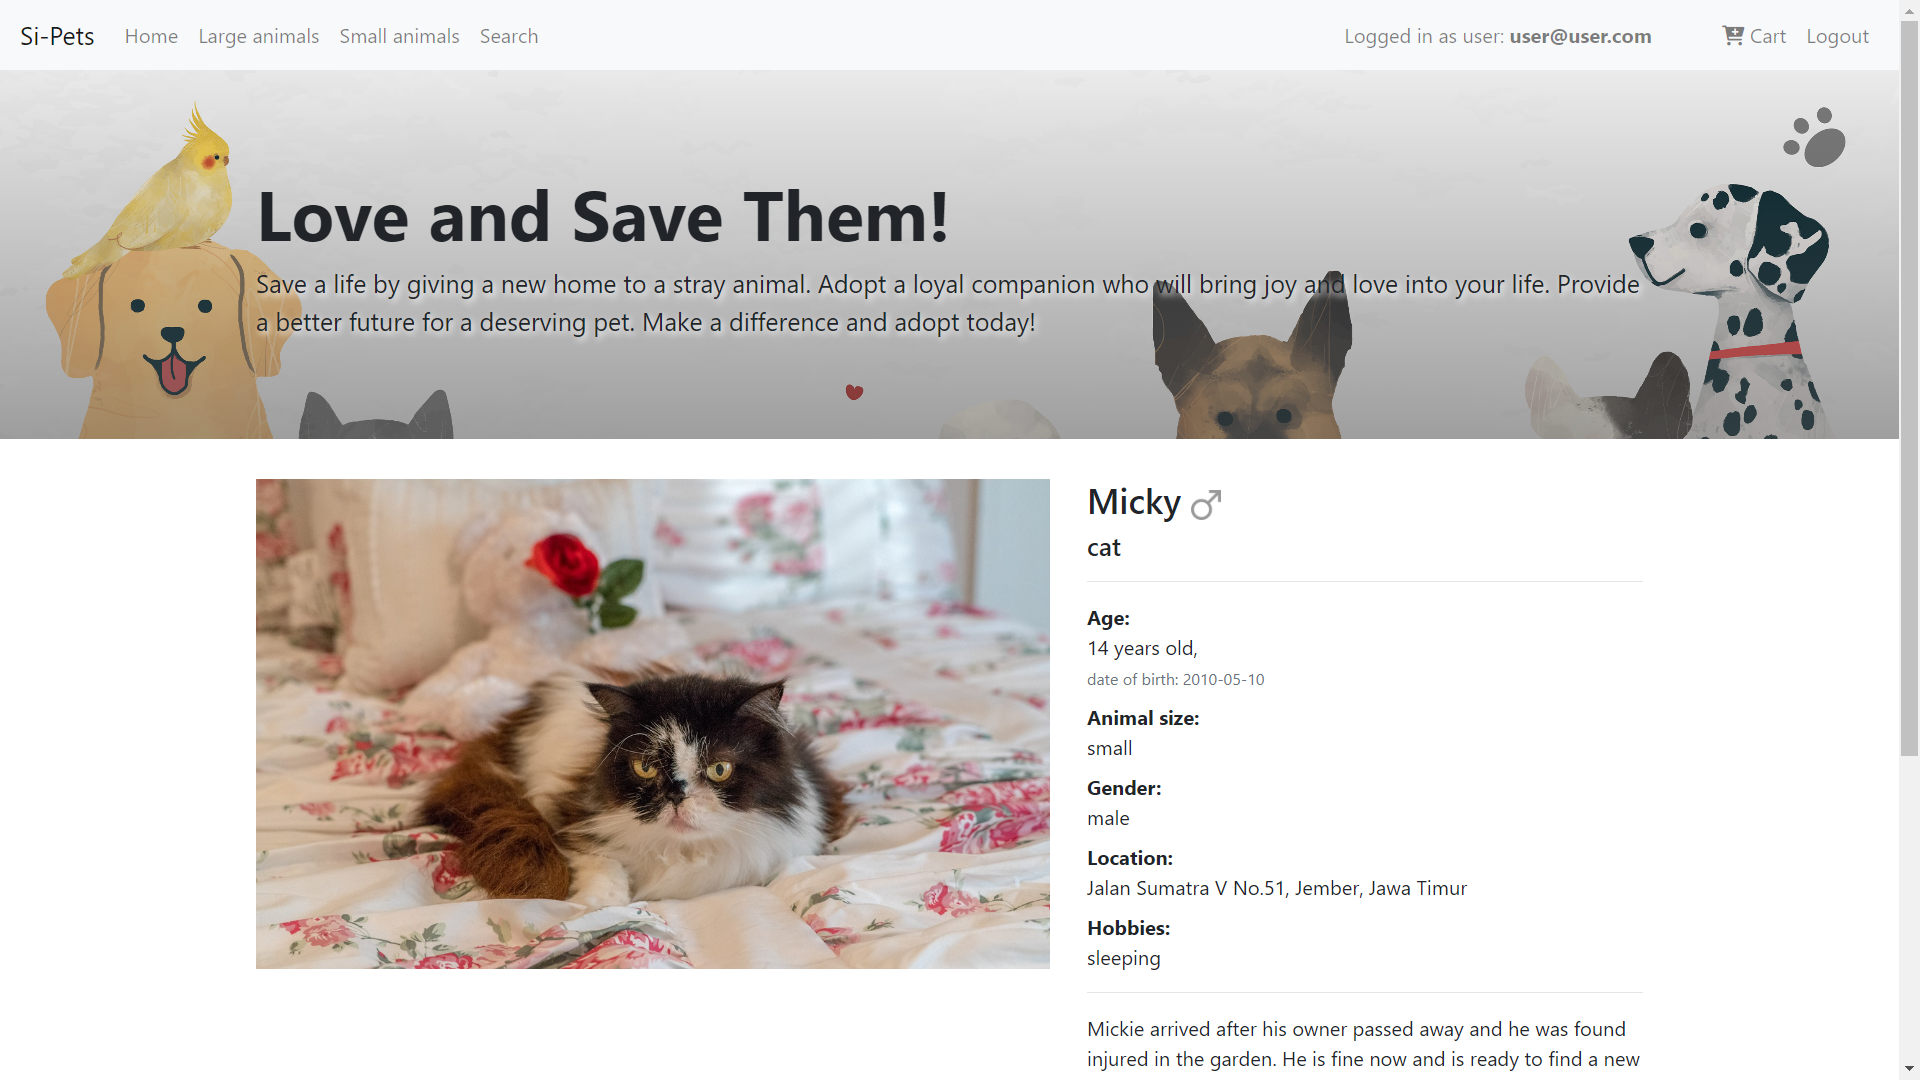 Si-Pets Home Large animals Small animals Search Logged in as user: user@user.com Cart Logout
Love and Save Them!
Save a life by giving a new home to a stray animal. Adopt a loyal companion who will bring joy and love into your life. Provide
a better future for a deserving pet. Make a difference and adopt today!
Micky
cat
Age:
14 years old,
date of birth: 2010-05-10
Animal size:
small
Gender:
male
Location:
Jalan Sumatra V No.51, Jember, Jawa Timur
Hobbies:
sleeping
Mickie arrived after his owner passed away and he was found
injured in the garden. He is fine now and is ready to find a new